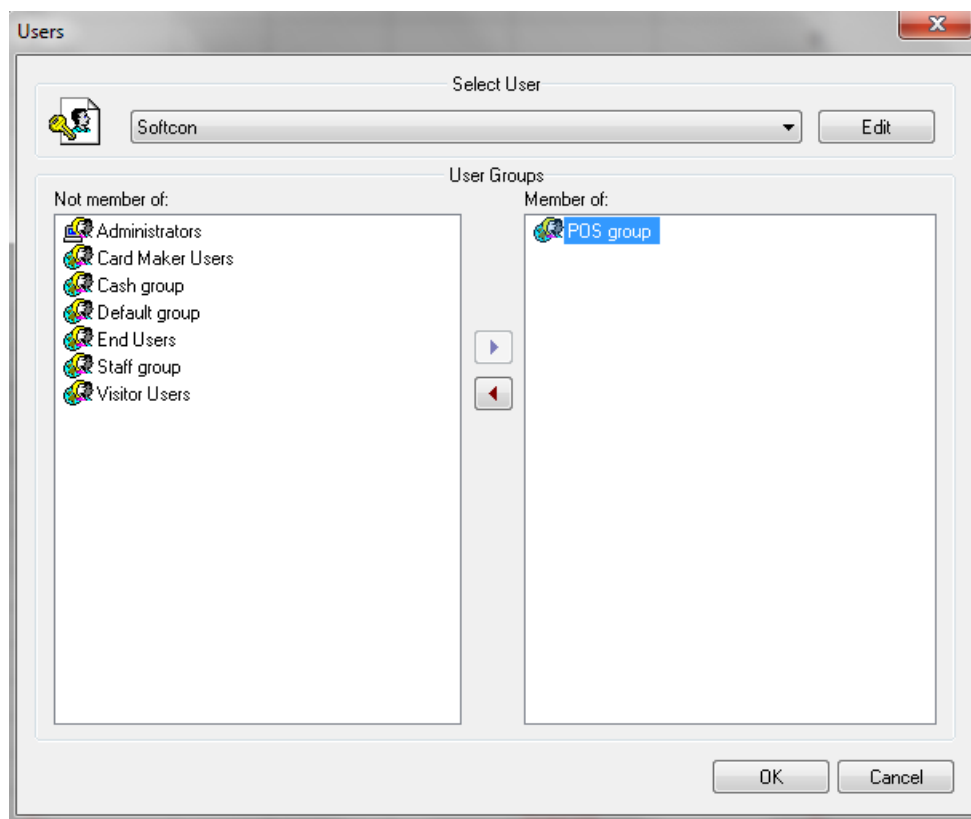 Users
Select User
Softcon
Edit
User Groups
Not member of:
Member of:
Administrators
Card Maker Users
Cash group
Default group
End Users
Staff group
Visitor Users
POS group
OK
Cancel